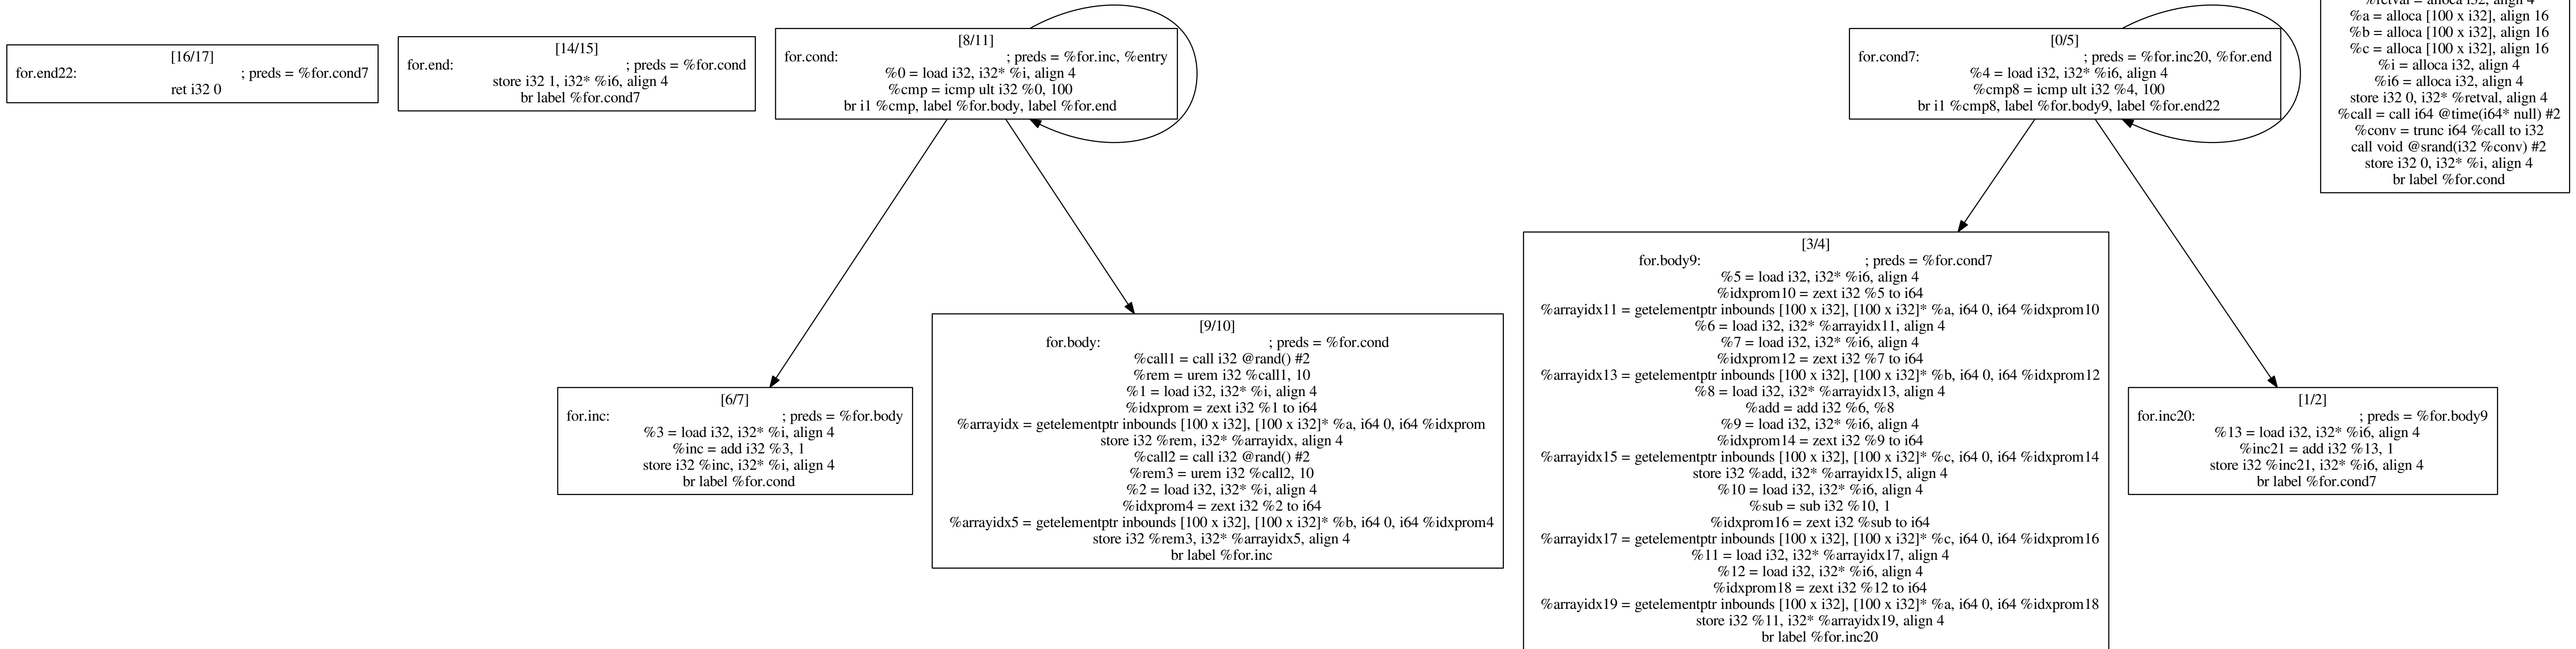 [16/17]
for.end22: ; preds = %for.cond7
ret i32 0
[14/15]
for.end: ; preds = %for.cond
store i32 1, i32* %i6, align 4
br label %for.cond7
[8/11]
for.cond: ; preds = %for.inc, %entry
%0 = load i32, i32* %i, align 4
%cmp = icmp ult i32 %0, 100
br i1 %cmp, label %for.body, label %for.end
[0/5]
for.cond7: ; preds = %for.inc20, %for.end
%4 = load i32, i32* %i6, align 4
%cmp8 = icmp ult i32 %4, 100
br i1 %cmp8, label %for.body9, label %for.end22
%retval = alloca i32, align 4
%a = alloca [100 x i32], align 16
%b = alloca [100 x i32], align 16
%c = alloca [100 x i32], align 16
%i = alloca i32, align 4
%i6 = alloca i32, align 4
store i32 0, i32* %retval, align 4
%call = call i64 @time(i64* null) #2
%conv = trunc i64 %call to i32
call void @srand(i32 %conv) #2
store i32 0, i32* %i, align 4
br label %for.cond
[6/7]
for.inc: ; preds = %for.body
%3 = load i32, i32* %i, align 4
%inc = add i32 %3, 1
store i32 %inc, i32* %i, align 4
br label %for.cond
[9/10]
for.body: ; preds = %for.cond
%call1 = call i32 @rand() #2
%rem = urem i32 %call1, 10
%1 = load i32, i32* %i, align 4
%idxprom = zext i32 %1 to i64
%arrayidx = getelementptr inbounds [100 x i32], [100 x i32]* %a, i64 0, i64 %idxprom
store i32 %rem, i32* %arrayidx, align 4
%call2 = call i32 @rand() #2
%rem3 = urem i32 %call2, 10
%2 = load i32, i32* %i, align 4
%idxprom4 = zext i32 %2 to i64
%arrayidx5 = getelementptr inbounds [100 x i32], [100 x i32]* %b, i64 0, i64 %idxprom4
store i32 %rem3, i32* %arrayidx5, align 4
br label %for.inc
[3/4]
for.body9: ; preds = %for.cond7
%5 = load i32, i32* %i6, align 4
%idxprom10 = zext i32 %5 to i64
%arrayidx11 = getelementptr inbounds [100 x i32], [100 x i32]* %a, i64 0, i64 %idxprom10
%6 = load i32, i32* %arrayidx11, align 4
%7 = load i32, i32* %i6, align 4
%idxprom12 = zext i32 %7 to i64
%arrayidx13 = getelementptr inbounds [100 x i32], [100 x i32]* %b, i64 0, i64 %idxprom12
%8 = load i32, i32* %arrayidx13, align 4
%add = add i32 %6, %8
%9 = load i32, i32* %i6, align 4
%idxprom14 = zext i32 %9 to i64
%arrayidx15 = getelementptr inbounds [100 x i32], [100 x i32]* %c, i64 0, i64 %idxprom14
store i32 %add, i32* %arrayidx15, align 4
%10 = load i32, i32* %i6, align 4
%sub = sub i32 %10, 1
%idxprom16 = zext i32 %sub to i64
%arrayidx17 = getelementptr inbounds [100 x i32], [100 x i32]* %c, i64 0, i64 %idxprom16
%11 = load i32, i32* %arrayidx17, align 4
%12 = load i32, i32* %i6, align 4
%idxprom18 = zext i32 %12 to i64
%arrayidx19 = getelementptr inbounds [100 x i32], [100 x i32]* %a, i64 0, i64 %idxprom18
store i32 %11, i32* %arrayidx19, align 4
br label %for.inc20
[1/2]
for.inc20: ; preds = %for.body9
%13 = load i32, i32* %i6, align 4
%inc21 = add i32 %13, 1
store i32 %inc21, i32* %i6, align 4
br label %for.cond7